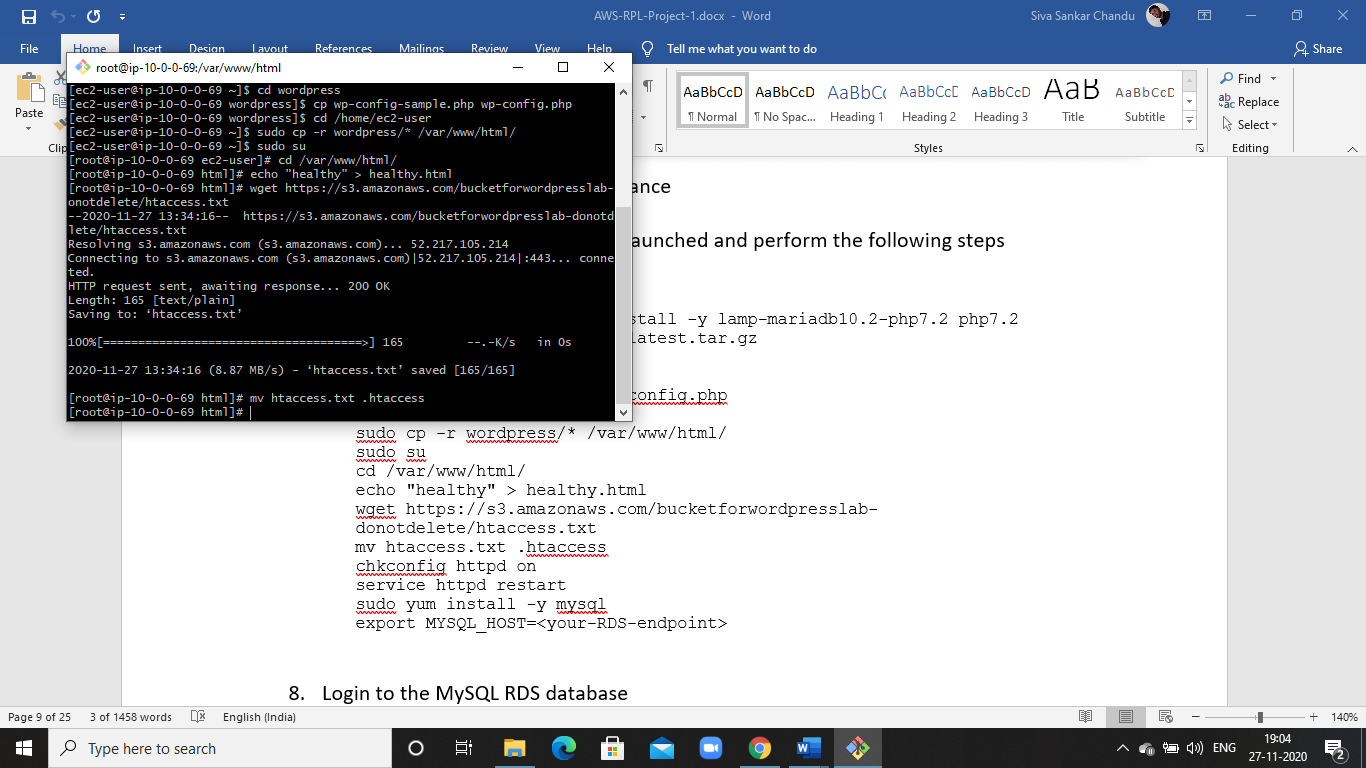 AWS-RPL-Project-1.docx - Word
Siva Sankar Chandu
File Home Insert Design Layout References Mailings Review View Help Tell me what you want to do Share
root@ip-10-0-0-69:/var/www/html
[ec2-user@ip-10-0-0-69 ~]$ cd wordpress
[ec2-user@ip-10-0-0-69 wordpress]$ cp wp-config-sample.php wp-config.php
[ec2-user@ip-10-0-0-69 wordpress]$ cd /home/ec2-user
[ec2-user@ip-10-0-0-69 ~]$ sudo cp -r wordpress/* /var/www/html/
[ec2-user@ip-10-0-0-69 ~]$ sudo su
[root@ip-10-0-0-69 ec2-user]# cd /var/www/html/
[root@ip-10-0-0-69 html]# echo "healthy" > healthy.html
[root@ip-10-0-0-69 html]# wget https://s3.amazonaws.com/bucketforwordpresslab-
onotdelete/htaccess.txt
--2020-11-27 13:34:16-- https://s3.amazonaws.com/bucketforwordpresslab-donotd
lete/htaccess.txt
Resolving s3.amazonaws.com (s3.amazonaws.com)... 52.217.105.214
Connecting to s3.amazonaws.com (s3.amazonaws.com)|52.217.105.214|:443... conne
ted.
HTTP request sent, awaiting response... 200 OK
Length: 165 [text/plain]
Saving to: ‘htaccess.txt’
100%[=====================================>] 165 --.-K/s in 0s
2020-11-27 13:34:16 (8.87 MB/s) - ‘htaccess.txt’ saved [165/165]
[root@ip-10-0-0-69 html]# mv htaccess.txt .htaccess
[root@ip-10-0-0-69 html]#
Paste
Clip
AaBbCcD AaBbCcD AaBbCc AaBbCcD AaBbCcD AaB AaBbCcD
¶ Normal ¶ No Spac... Heading 1 Heading 2 Heading 3 Title Subtitle
Styles
Find
Replace
Select
Editing
ance
aunched and perform the following steps
stall -y lamp-mariadb10.2-php7.2 php7.2
latest.tar.gz
config.php
sudo cp -r wordpress/* /var/www/html/
sudo su
cd /var/www/html/
echo "healthy" > healthy.html
wget https://s3.amazonaws.com/bucketforwordpresslab-
donotdelete/htaccess.txt
mv htaccess.txt .htaccess
chkconfig httpd on
service httpd restart
sudo yum install -y mysql
export MYSQL_HOST=<your-RDS-endpoint>
8. Login to the MySQL RDS database
Page 9 of 25 3 of 1458 words English (India) 140%
Type here to search
ENG
19:04
27-11-2020
2